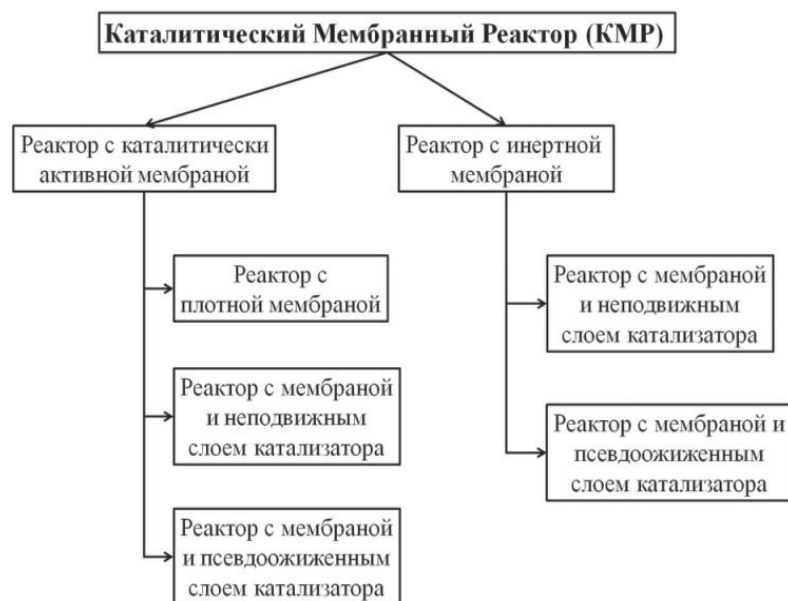 Каталитический Мембранный Реактор (КМР)
Реактор с каталитически
активной мембраной
Реактор с инертной
мембраной
Реактор с
плотной мембраной
Реактор с мембраной
и неподвижным
слоем катализатора
Реактор с мембраной
и псевдоожиженным
слоем катализатора
Реактор с мембраной
и неподвижным
слоем катализатора
Реактор с мембраной и
псевдоожиженным
слоем катализатора